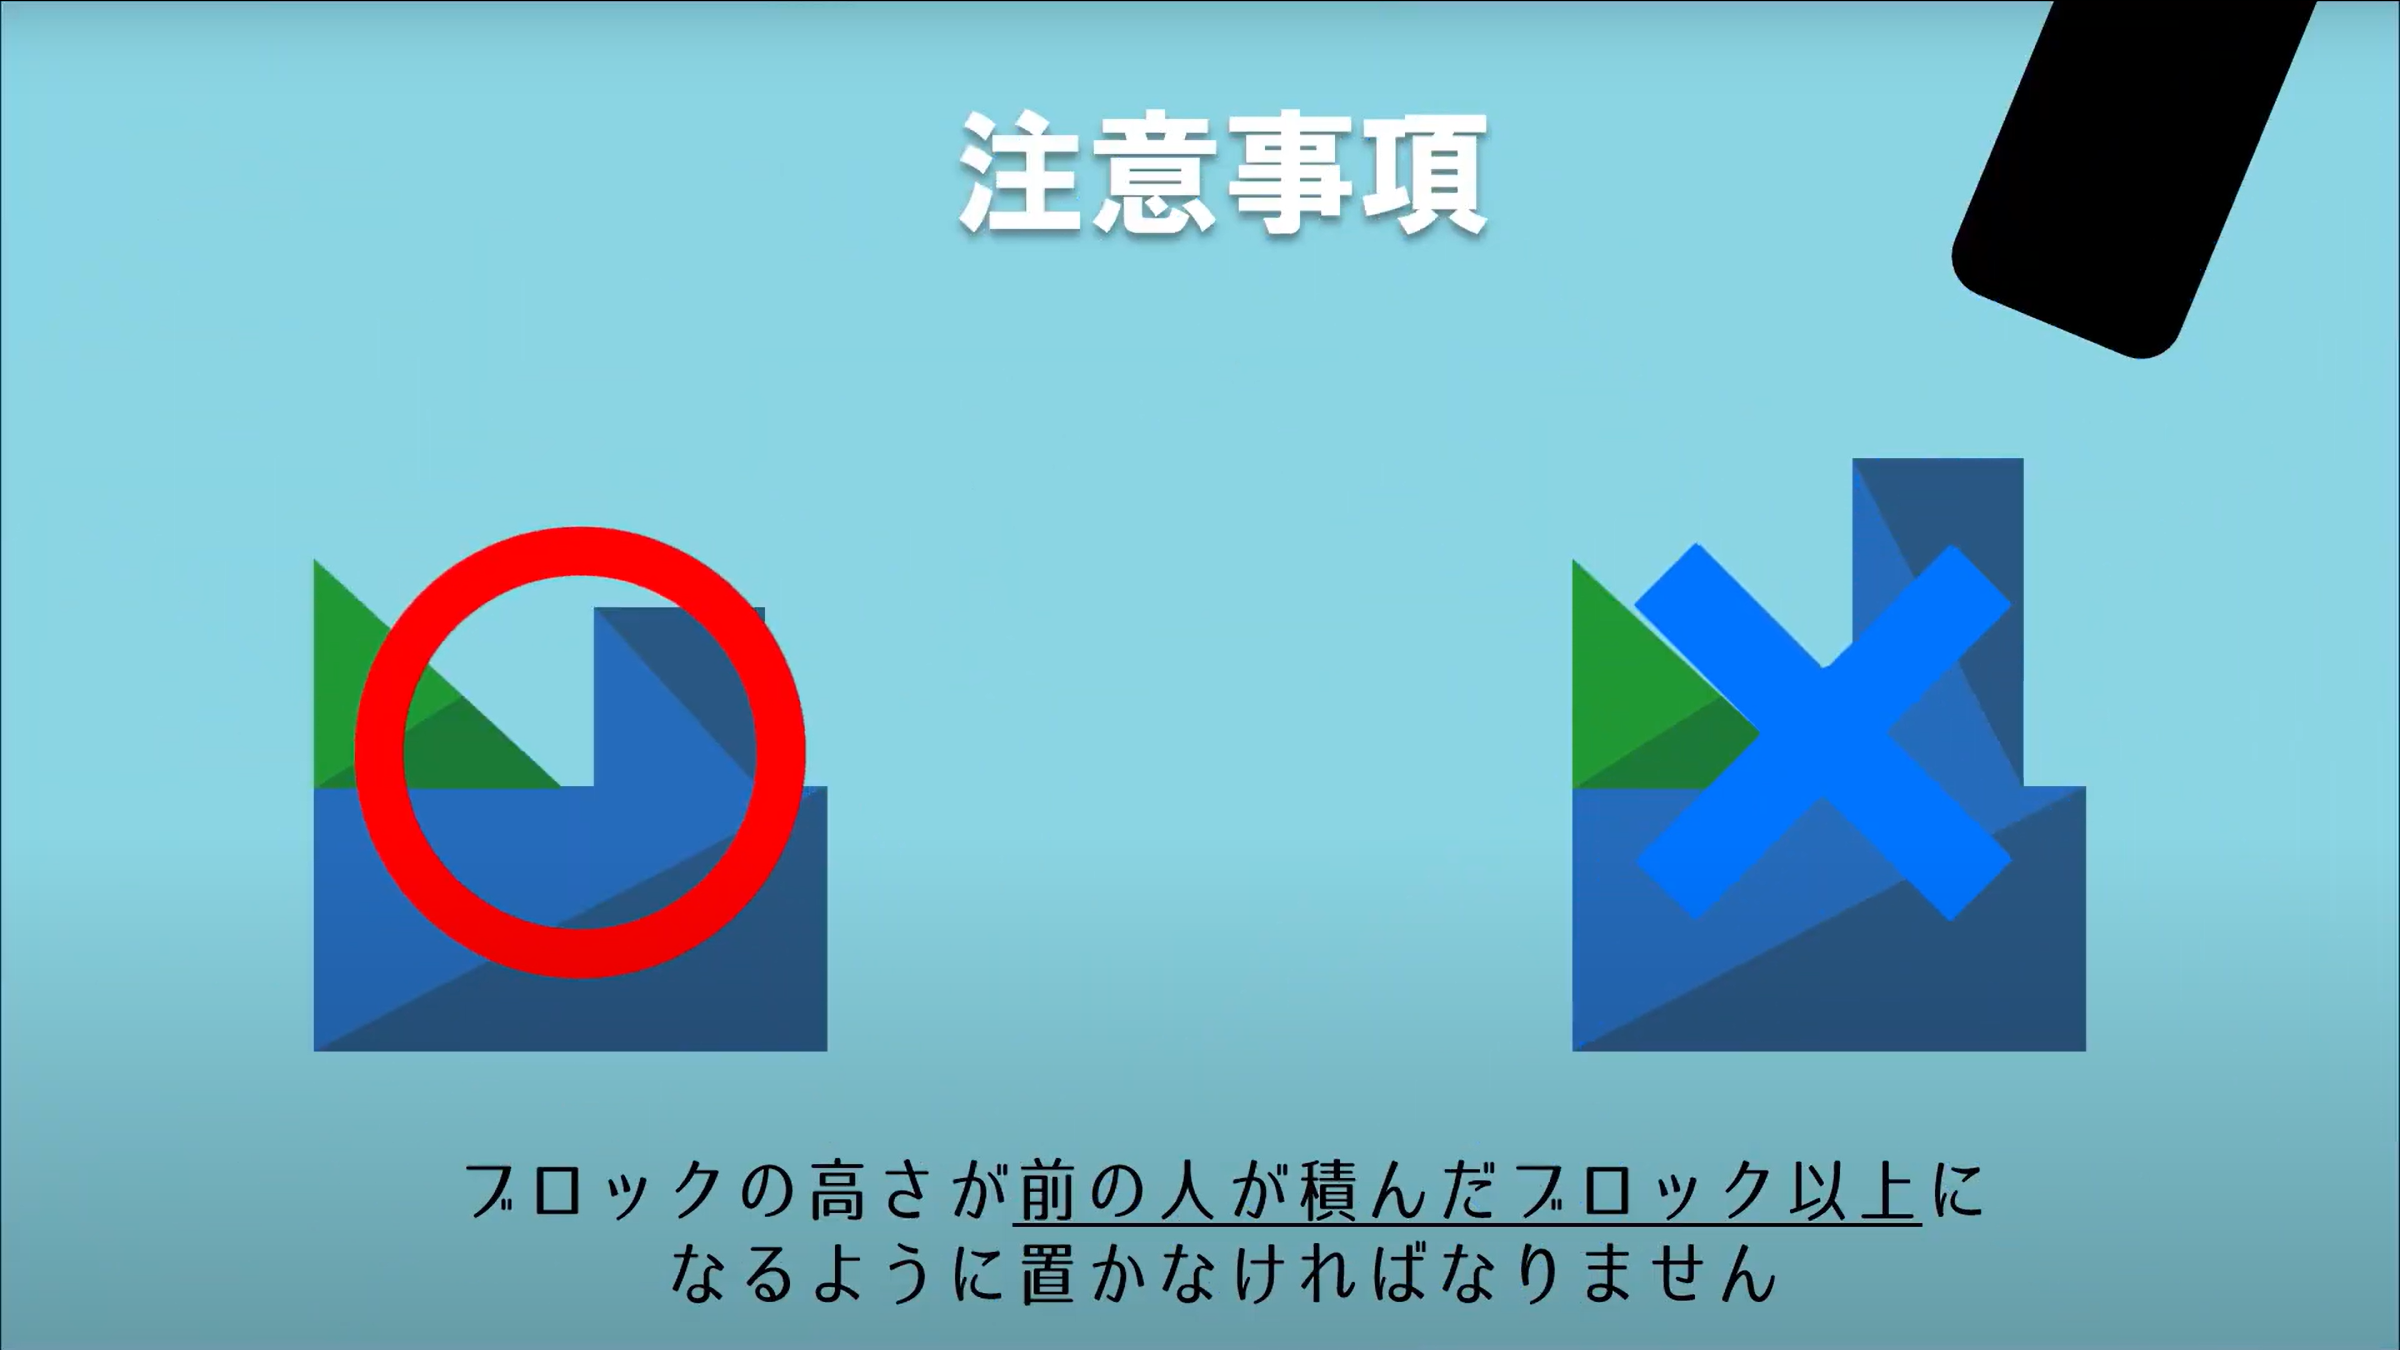 注意事項
ブロックの高さが前の人が積んだブロック以上に
なるように置かなければなりません